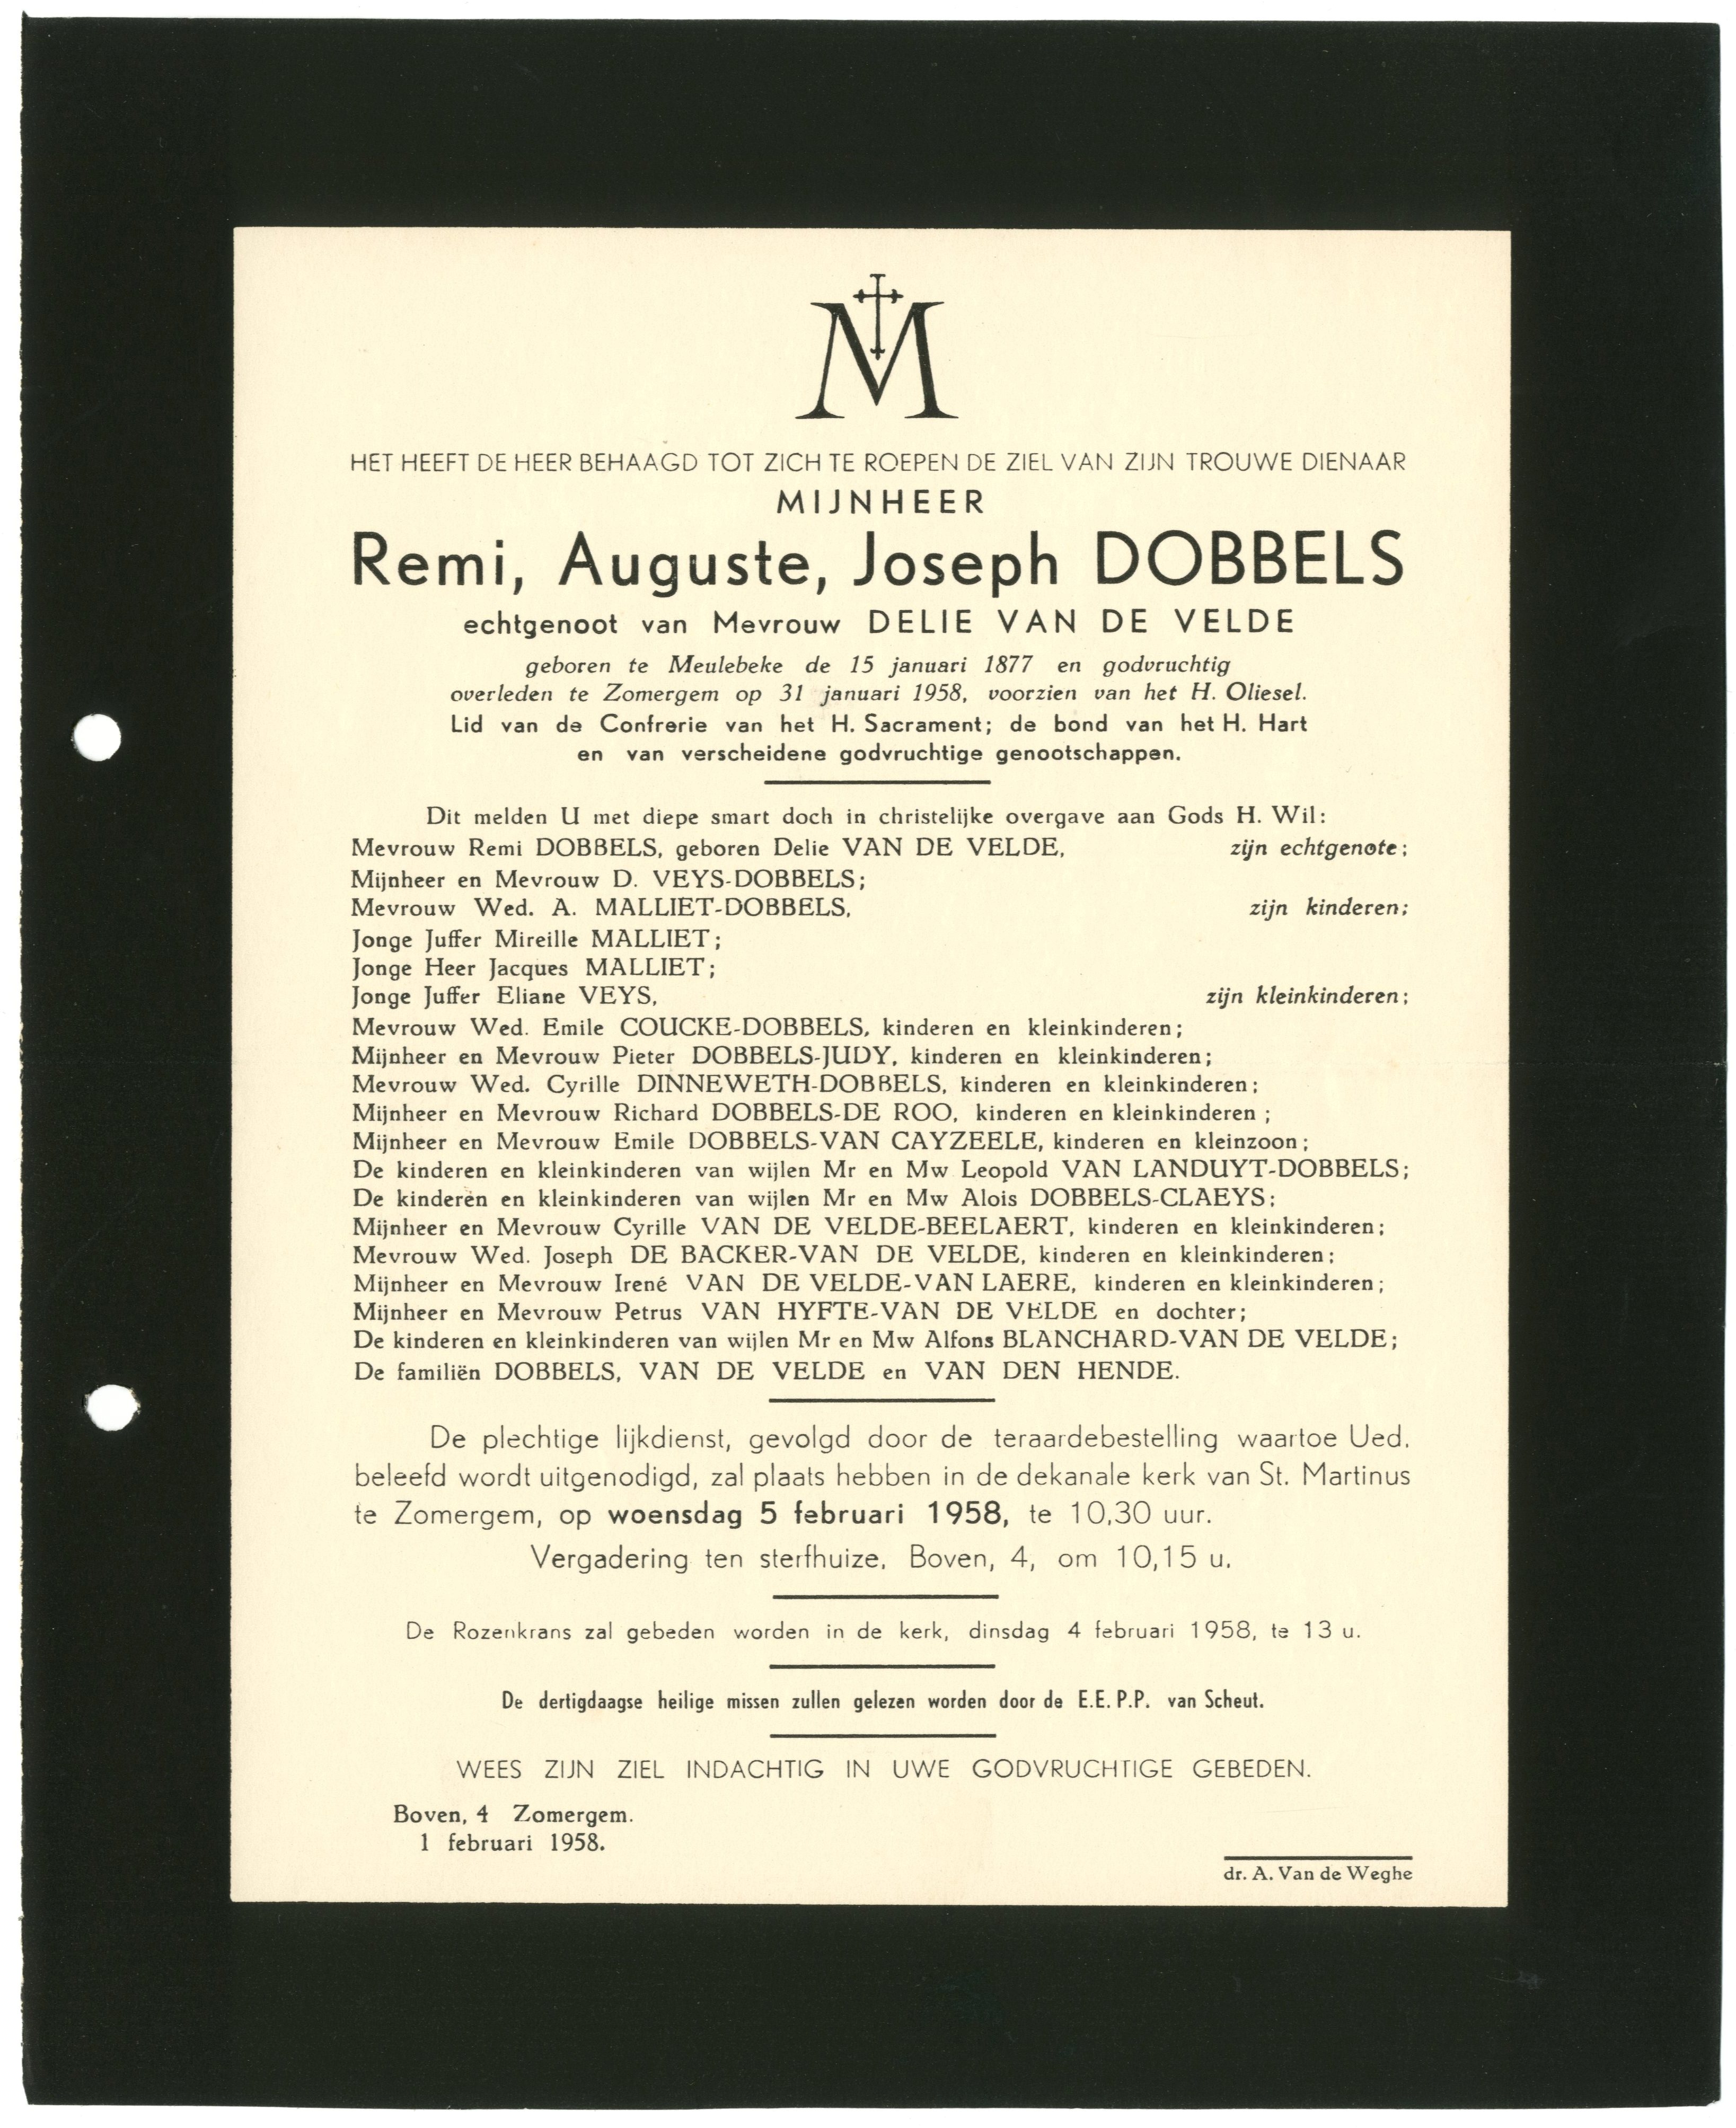 M
HET HEEFT DE HEER BEHAAGD TOT ZICH TE ROEPEN DE ZIEL VAN ZIJN TROUWE DIENAAR
MIJNHEER
Remi, Auguste, Joseph DOBBELS
echtgenoot van Mevrouw DELIE VAN DE VELDE
geboren te Meulebeke de 15 januari 1877 en godvruchtig
overleden te Zomergem op 31 januari 1958, voorzien van het H. Oliesel.
Lid van de Confrerie van het H. Sacrament; de bond van het H. Hart
en van verscheidene godvruchtige genootschappen.
Dit melden U met diepe smart doch in christelijke overgave aan Gods H. Wil:
Mevrouw Remi DOBBELS, geboren Delie VAN DE VELDE, zijn echtgenote;
Mijnheer en Mevrouw D. VEYS-DOBBELS;
Mevrouw Wed. A. MALLIET-DOBBELS, zijn kinderen;
Jonge Juffer Mireille MALLIET;
Jonge Heer Jacques MALLIET;
Jonge Juffer Eliane VEYS, zijn kleinkinderen;
Mevrouw Wed. Emile COUCKE-DOBBELS, kinderen en kleinkinderen;
Mijnheer en Mevrouw Pieter DOBBELS-JUDY, kinderen en kleinkinderen;
Mevrouw Wed. Cyrille DINNEWETH-DOBBELS, kinderen en kleinkinderen;
Mijnheer en Mevrouw Richard DOBBELS-DE ROO, kinderen en kleinkinderen ;
Mijnheer en Mevrouw Emile DOBBELS-VAN CAYZEELE, kinderen en kleinzoon;
De kinderen en kleinkinderen van wijlen Mr en Mw Leopold VAN LANDUYT-DOBBELS;
De kinderen en kleinkinderen van wijlen Mr en Mw Alois DOBBELS-CLAEYS;
Mijnheer en Mevrouw Cyrille VAN DE VELDE-BEELAERT, kinderen en kleinkinderen;
Mevrouw Wed. Joseph DE BACKER-VAN DE VELDE, kinderen en kleinkinderen;
Mijnheer en Mevrouw Irené VAN DE VELDE-VAN LAERE, kinderen en kleinkinderen;
Mijnheer en Mevrouw Petrus VAN HYFTE-VAN DE VELDE en dochter;
De kinderen en kleinkinderen van wijlen Mr en Mw Alfons BLANCHARD-VAN DE VELDE;
De familiën DOBBELS, VAN DE VELDE en VAN DEN HENDE.
De plechtige lijkdienst, gevolgd door de teraardebestelling waartoe Ued.
beleefd wordt uitgenodigd, zal plaats hebben in de dekanale kerk van St. Martinus
te Zomergem, op woensdag 5 februari 1958, te 10,30 uur.
Vergadering ten sterfhuize, Boven, 4, om 10,15 u.
De Rozenkrans zal gebeden worden in de kerk, dinsdag 4 februari 1958, te 13 u.
De dertigdaagse heilige missen zullen gelezen worden door de E.E. P.P. van Scheut.
WEES ZIJN ZIEL INDACHTIG IN UWE GODVRUCHTIGE GEBEDEN.
Boven, 4 Zomergem.
1 februari 1958.
dr. A. Van de Weghe